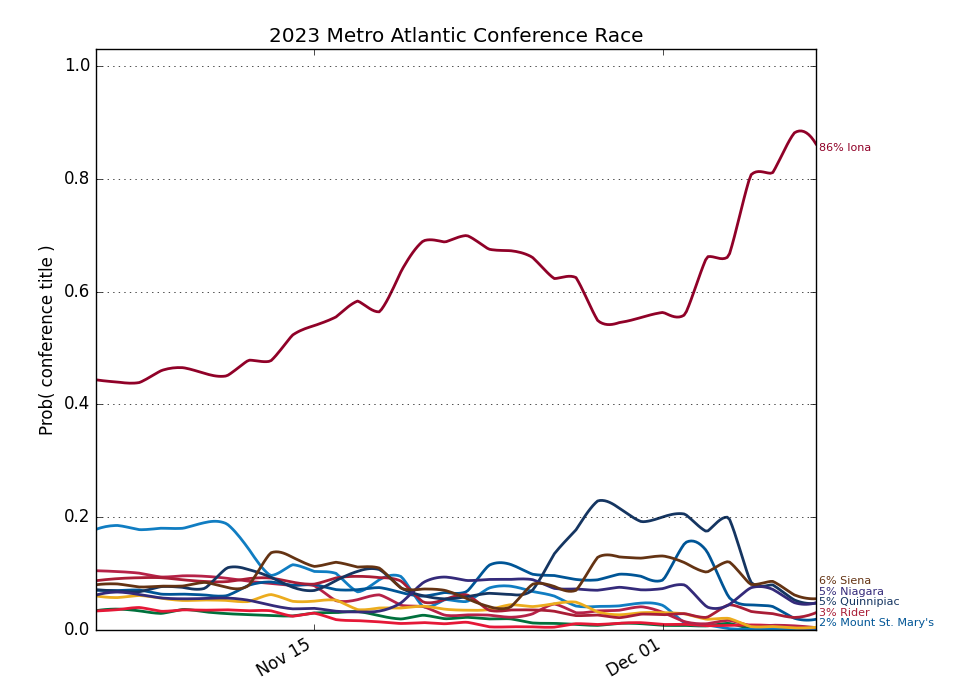 2023 Metro Atlantic Conference Race
Prob( conference title )
1.0
0.8
0.6
0.4
0.2
0.0
Nov 15
Dec 01
86% Iona
6% Siena
5% Niagara
5% Quinnipiac
3% Rider
2% Mount St. Mary's